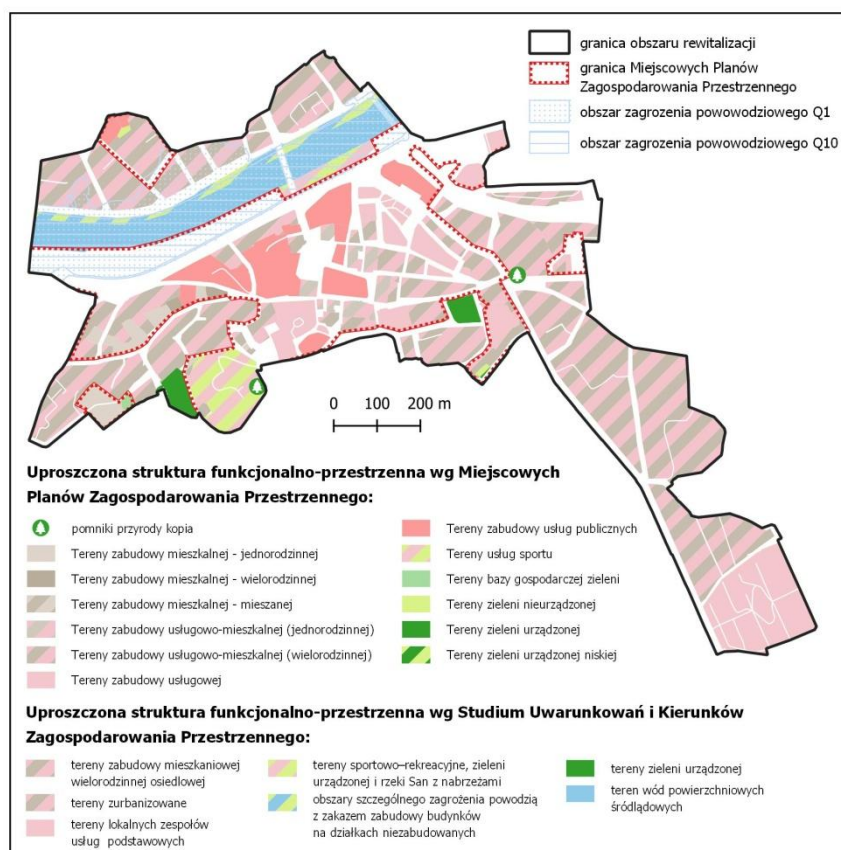 granica obszaru rewitalizacji
granica Miejscowych Planów
Zagospodarowania Przestrzennego
obszar zagrozenia powowodziowego Q1
obszar zagrozenia powowodziowego Q10
0 100 200 m
Uproszczona struktura funkcjonalno-przestrzenna wg Miejscowych
Planów Zagospodarowania Przestrzennego:
pomniki przyrody kopia
Tereny zabudowy mieszkalnej - jednorodzinnej
Tereny zabudowy mieszkalnej - wielorodzinnej
Tereny zabudowy mieszkalnej - mieszanej
Tereny zabudowy usługowo-mieszkalnej (jednorodzinnej)
Tereny zabudowy usługowo-mieszkalnej (wielorodzinnej)
Tereny zabudowy usługowej
Tereny zabudowy usług publicznych
Tereny usług sportu
Tereny bazy gospodarczej zieleni
Tereny zieleni nieurządzonej
Tereny zieleni urządzonej
Tereny zieleni urządzonej niskiej
Uproszczona struktura funkcjonalno-przestrzenna wg Studium Uwarunkowań i Kierunków
Zagospodarowania Przestrzennego:
tereny zabudowy mieszkaniowej
wielorodzinnej osiedlowej
tereny zurbanizowane
tereny lokalnych zespołów
usług podstawowych
tereny sportowo–rekreacyjne, zieleni
urządzonej i rzeki San z nabrzeżami
obszary szczególnego zagrożenia powodzią
z zakazem zabudowy budynków
na działkach niezabudowanych
tereny zieleni urządzonej
teren wód powierzchniowych
śródlądowych